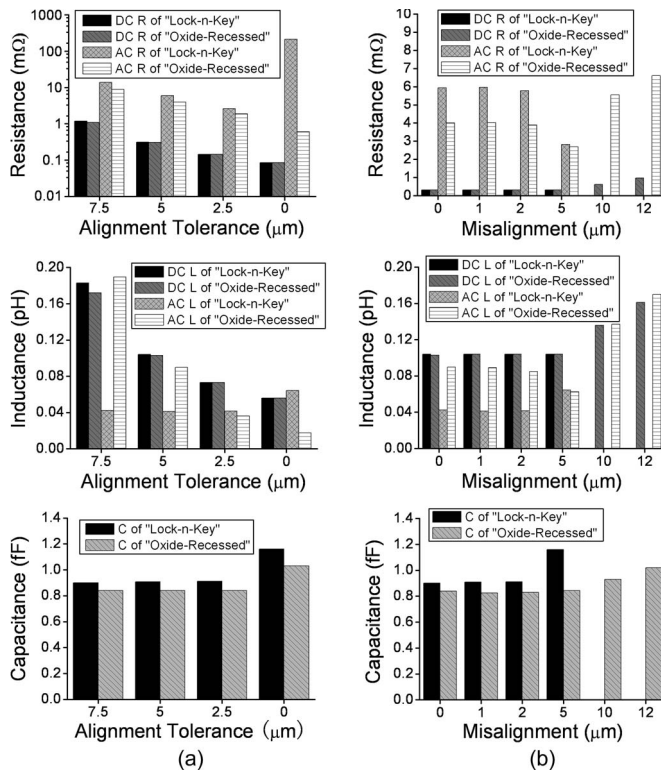 DC R of "Lock-n-Key"
DC R of "Oxide-Recessed"
AC R of "Lock-n-Key"
AC R of "Oxide-Recessed"
Resistance (mΩ)
1000
100
10
1
0.1
0.01
7.5 5 2.5 0
Alignment Tolerance (μm)
DC R of "Lock-n-Key"
DC R of "Oxide-Recessed"
AC R of "Lock-n-Key"
AC R of "Oxide-Recessed"
Resistance (mΩ)
10
9
8
7
6
5
4
3
2
1
0
0 1 2 5 10 12
Misalignment (μm)
DC L of "Lock-n-Key"
DC L of "Oxide-Recessed"
AC L of "Lock-n-Key"
AC L of "Oxide-Recessed"
Inductance (pH)
0.20
0.16
0.12
0.08
0.04
0.00
7.5 5 2.5 0
Alignment Tolerance (μm)
DC L of "Lock-n-Key"
DC L of "Oxide-Recessed"
AC L of "Lock-n-Key"
AC L of "Oxide-Recessed"
Inductance (pH)
0.20
0.16
0.12
0.08
0.04
0.00
0 1 2 5 10 12
Misalignment (μm)
C of "Lock-n-Key"
C of "Oxide-Recessed"
Capacitance (fF)
1.4
1.2
1.0
0.8
0.6
0.4
0.2
0.0
7.5 5 2.5 0
Alignment Tolerance (μm)
C of "Lock-n-Key"
C of "Oxide-Recessed"
Capacitance (fF)
1.4
1.2
1.0
0.8
0.6
0.4
0.2
0.0
0 1 2 5 10 12
Misalignment (μm)
(a)
(b)